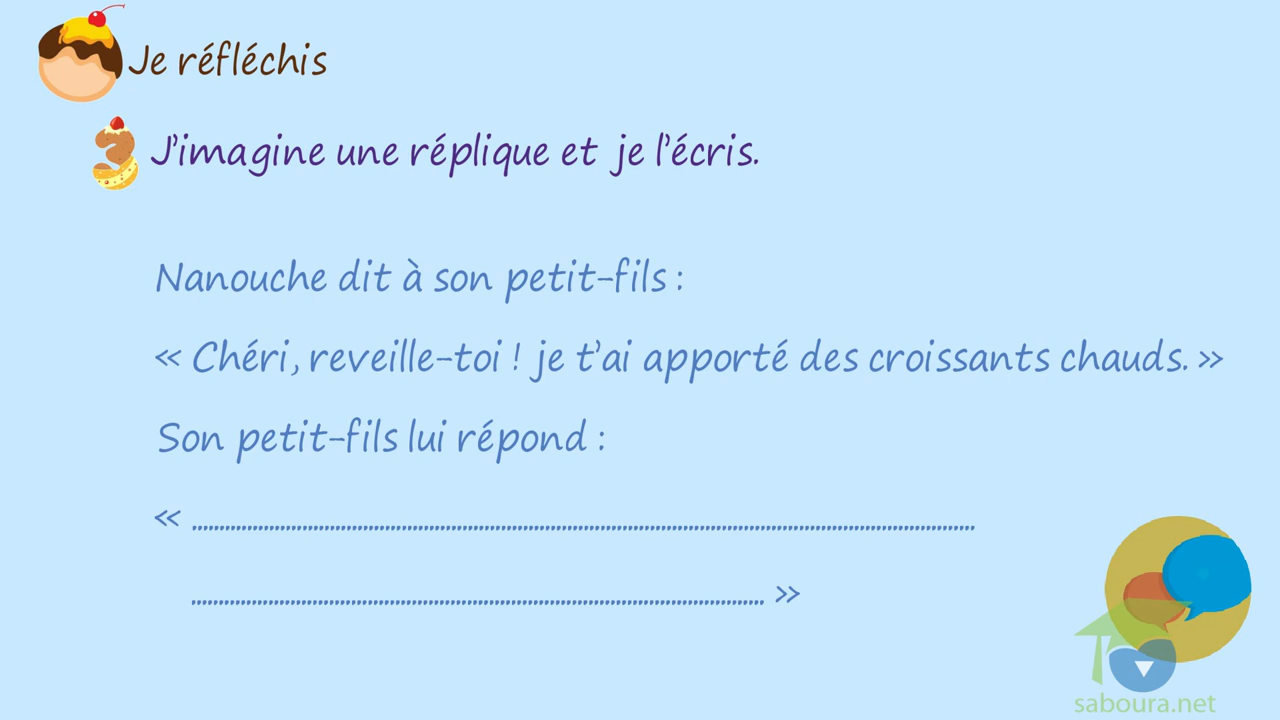 Je réfléchis
3 J'imagine une réplique et je l'écris.
Nanouche dit à son petit-fils :
« Chéri, reveille-toi ! je t'ai apporté des croissants chauds. »
Son petit-fils lui répond :
« ........................................................................
.................................................... »
saboura.net